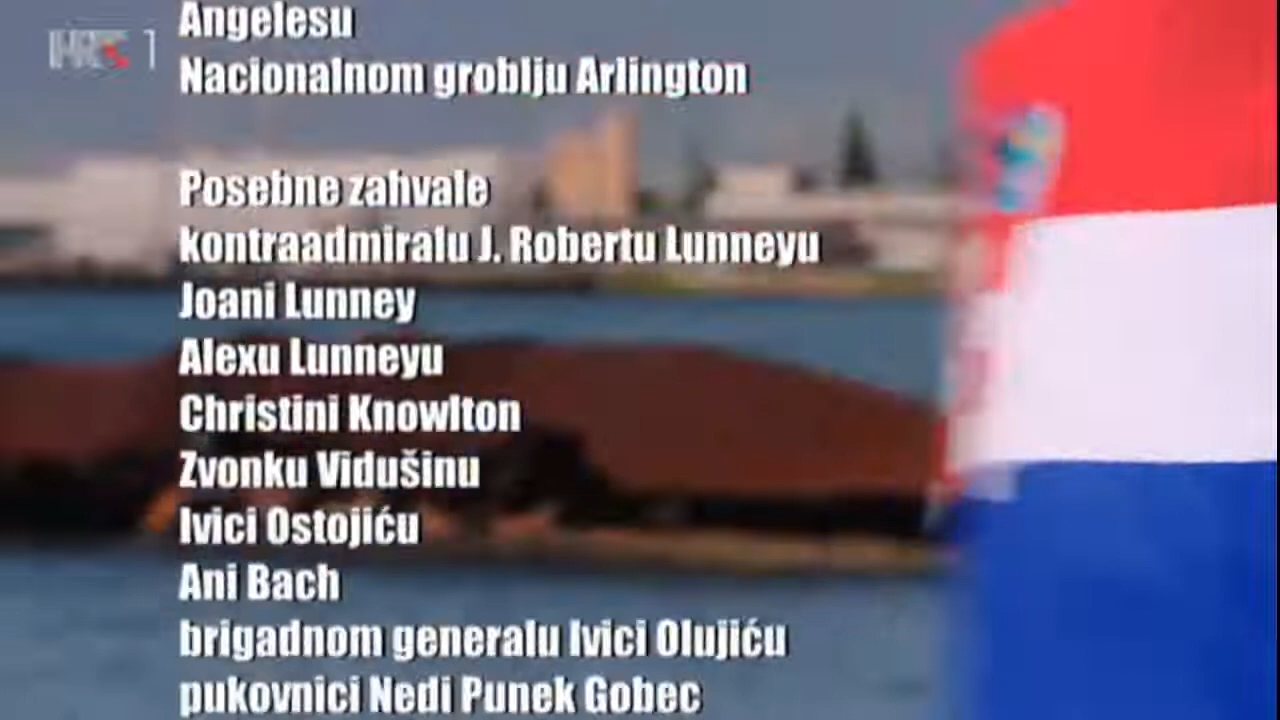 HRT 1
Angelesu
Nacionalnom groblju Arlington
Posebne zahvale
kontraadmiralu J. Robertu Lunneyu
Joani Lunney
Alexu Lunneyu
Christini Knowlton
Zvonku Vidušinu
Ivici Ostojiću
Ani Bach
brigadnom generalu Ivici Olujiću
pukovnici Nedi Punek Gobec